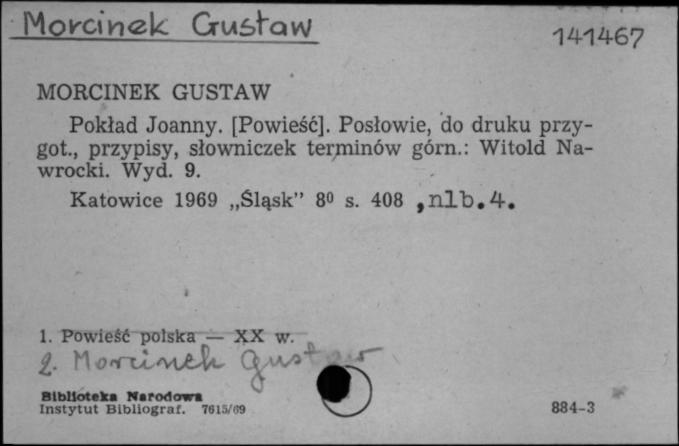 Morcinek Gustaw
141467
MORCINEK GUSTAW
Pokład Joanny. [Powieść]. Posłowie, do druku przy-
got., przypisy, słowniczek terminów górn.: Witold Na-
wrocki. Wyd. 9.
Katowice 1969 „Śląsk” 8⁰ s. 408 ,nlb.4.
1. Powieść polska — XX w.
2. Morcinek Gustaw
Biblioteka Narodowa
Instytut Bibliograf. 7615/69
884-3